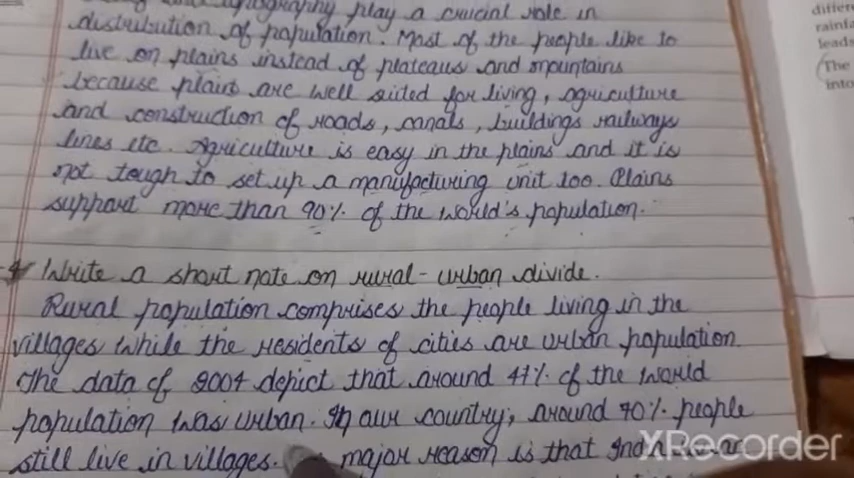 topography play a crucial role in
distribution of population. Most of the people like to
live on plains instead of plateaus and mountains
because plains are well suited for living, agriculture
and construction of roads, canals, buildings railways
lines etc. Agriculture is easy in the plains and it is
not tough to set up a manufacturing unit too. Plains
support more than 90% of the world's population.
Write a short note on rural-urban divide.
Rural population comprises the people living in the
villages while the residents of cities are urban population
The data of 2004 depict that around 47% of the world
population was urban. In our country, around 70% people
still live in villages. major reason is that
differen
rainfa
leads
(The
into
XRecorder